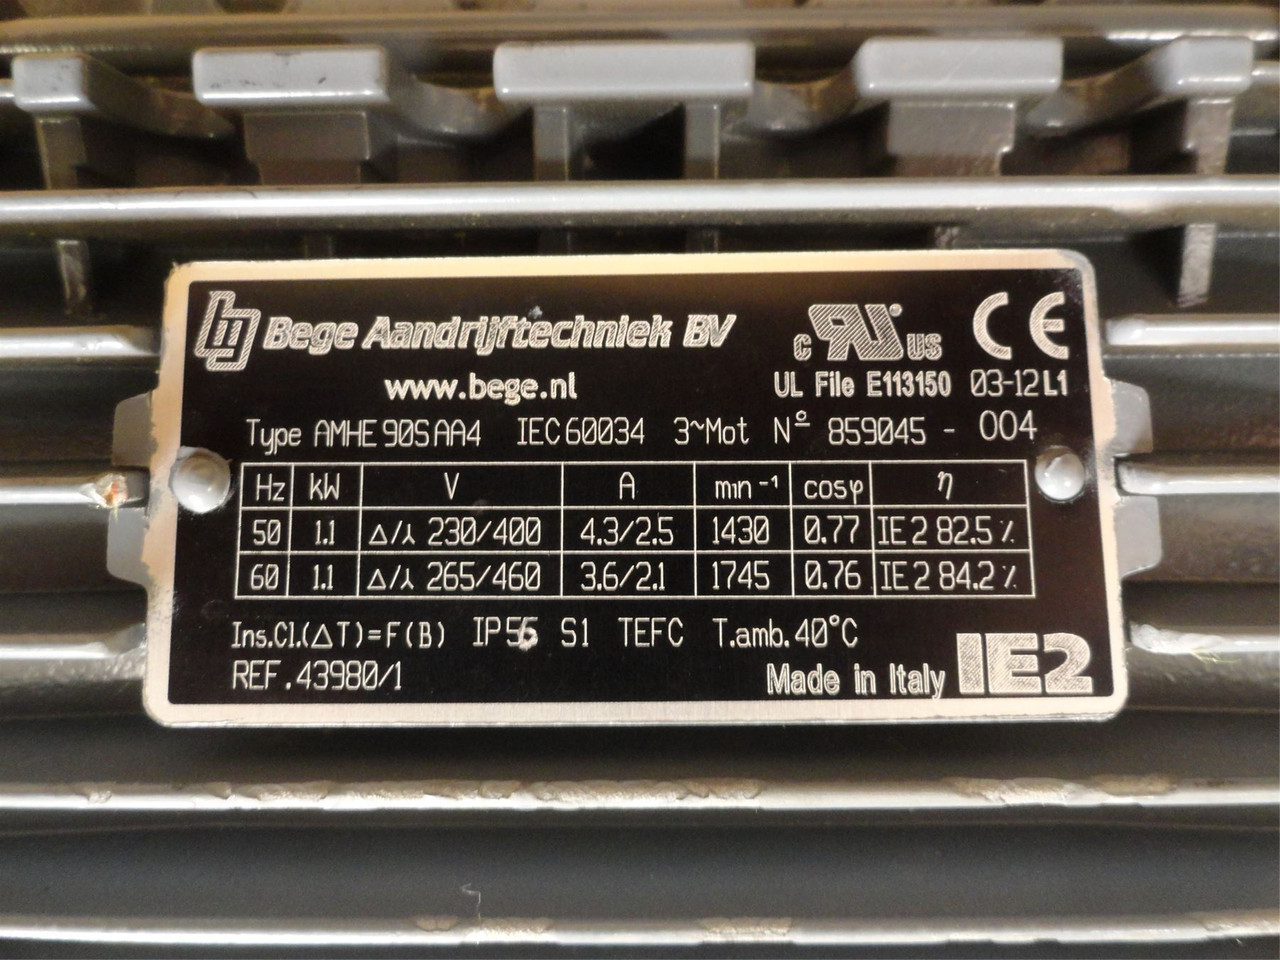 Bege Aandrijftechniek BV
c RU US CE
www.bege.nl
UL File E113150 03-12 L1
Type AMHE 90S AA4 IEC 60034 3~Mot Nº 859045 - 004
Hz kW V A min⁻¹ cosφ η
50 1.1 Δ/⅄ 230/400 4.3/2.5 1430 0.77 IE2 82.5%
60 1.1 Δ/⅄ 265/460 3.6/2.1 1745 0.76 IE2 84.2%
Ins.Cl.(ΔT)=F(B) S1 TEFC T.amb.40°C
REF.43980/1
Made in Italy IE2